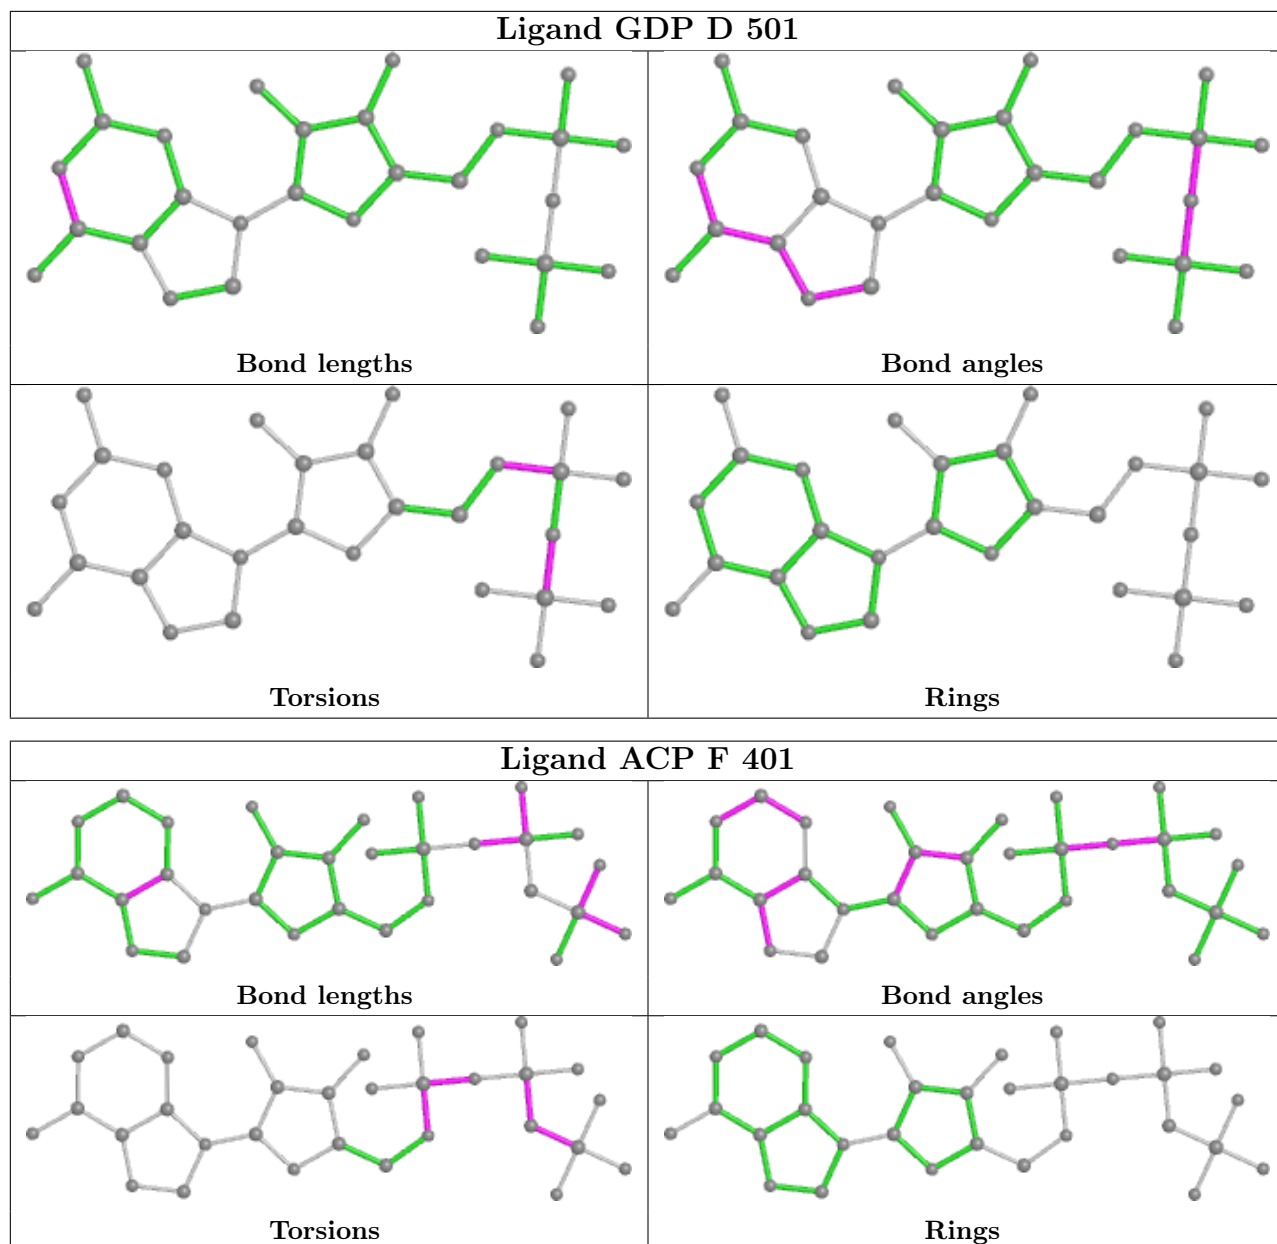 Ligand GDP D 501
Bond lengths
Bond angles
Torsions
Rings
Ligand ACP F 401
Bond lengths
Bond angles
Torsions
Rings